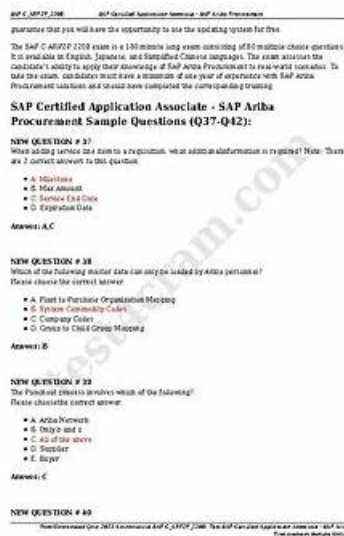 SAP C_ARP2P_2208 SAP Certified Application Associate - SAP Ariba Procurement
guarantee that you will have the opportunity to use the updating system for free.
The SAP C_ARP2P_2208 exam is a 180-minute long exam consisting of 80 multiple choice questions.
It is available in English, Japanese, and Simplified Chinese languages. The exam assesses the
candidate's ability to apply their knowledge of SAP Ariba Procurement to real-world scenarios. To
take the exam, candidates must have a minimum of one year of experience with SAP Ariba
Procurement solutions and should have completed the corresponding training.
SAP Certified Application Associate - SAP Ariba
Procurement Sample Questions (Q37-Q42):
NEW QUESTION # 37
When adding service line item to a requisition, what additional information is required? Note: There
are 2 correct answers to this question.
A. Milestones
B. Max Amount
C. Service End Date
D. Expiration Date
Answer: A,C
NEW QUESTION # 38
Which of the following master data can only be loaded by Ariba personnel?
Please choose the correct answer.
A. Plant to Purchase Organization Mapping
B. System Commodity Codes
C. Company Codes
D. Group to Child Group Mapping
Answer: B
NEW QUESTION # 39
The Punchout process involves which of the following?
Please choose the correct answer.
A. Ariba Network
B. Only b and c
C. All of the above
D. Supplier
E. Buyer
Answer: C
NEW QUESTION # 40